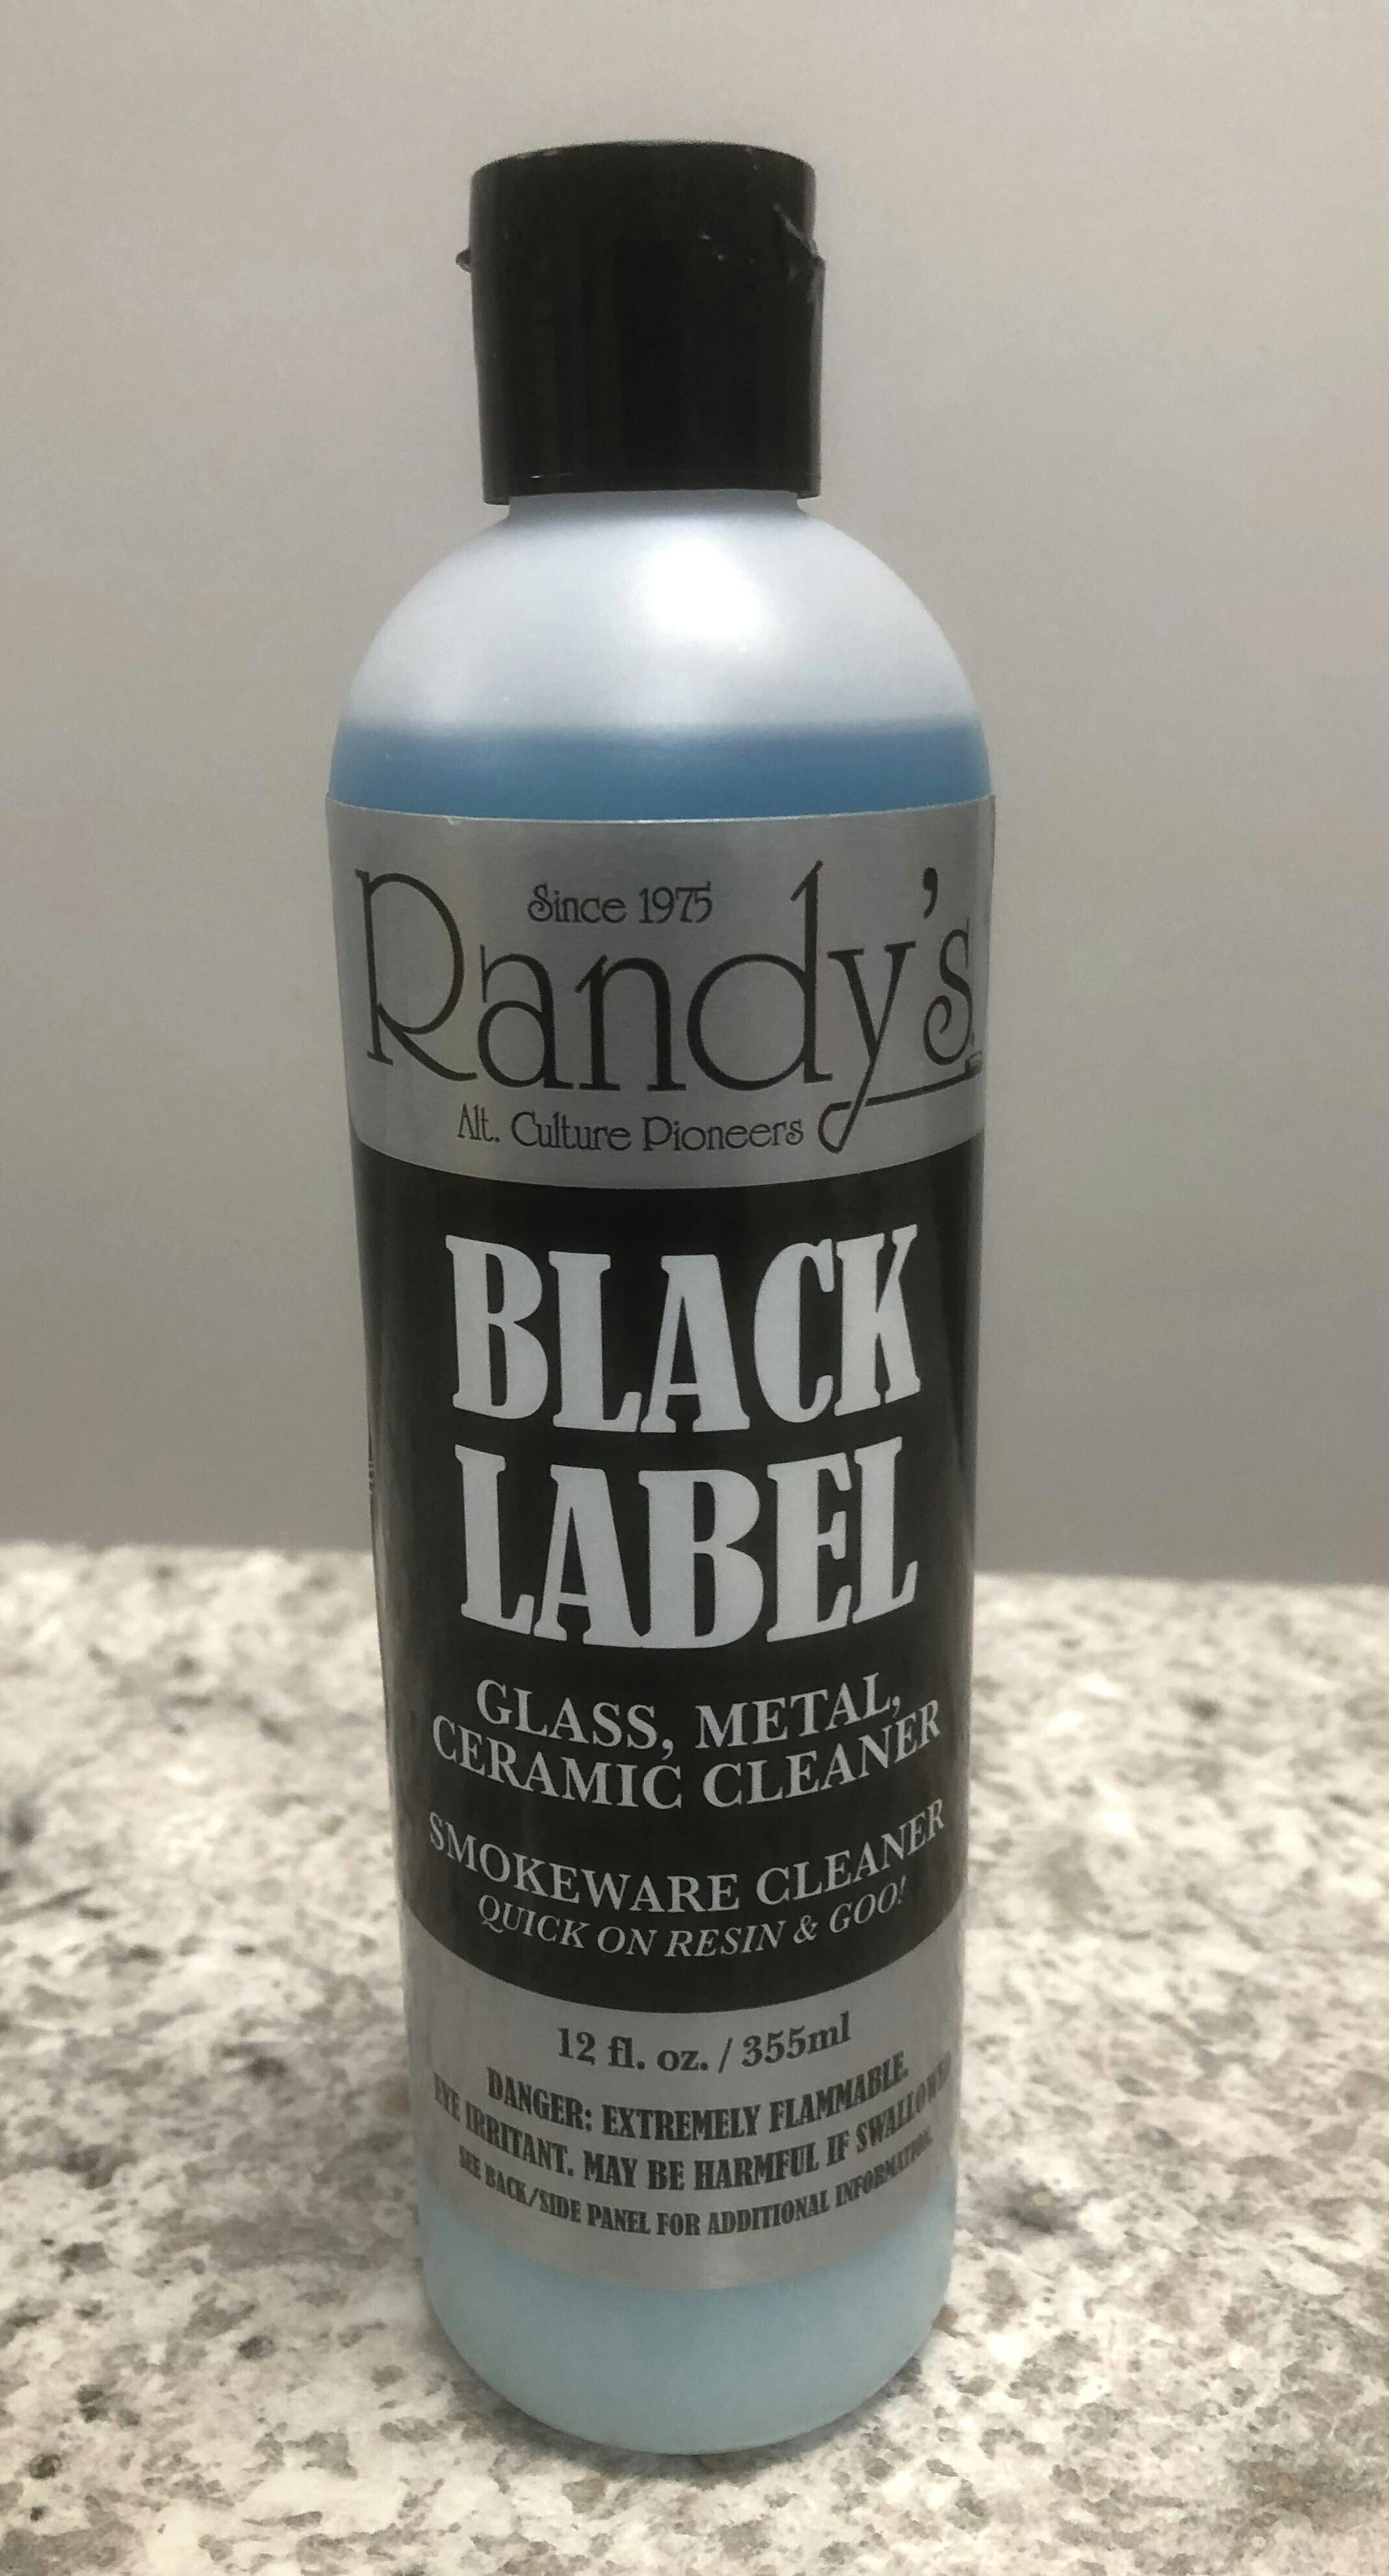 Since 1975
Randy's
Alt. Culture Pioneers
BLACK
LABEL
GLASS, METAL,
CERAMIC CLEANER
SMOKEWARE CLEANER
QUICK ON RESIN & GOO!
12 fl. oz. / 355ml
DANGER: EXTREMELY FLAMMABLE.
EYE IRRITANT. MAY BE HARMFUL IF SWALLOWED
SEE BACK/SIDE PANEL FOR ADDITIONAL INFORMATION.